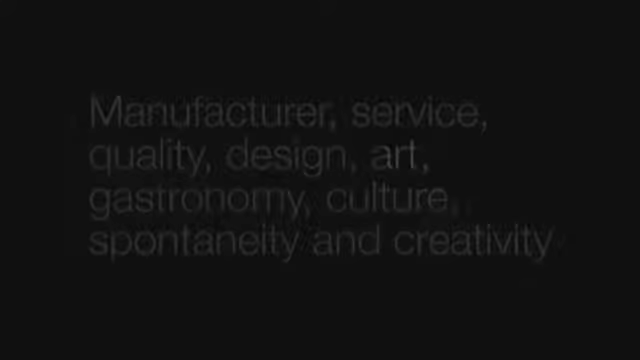 Manufacturer, service,
quality, design, art,
gastronomy, culture,
spontaneity and creativity